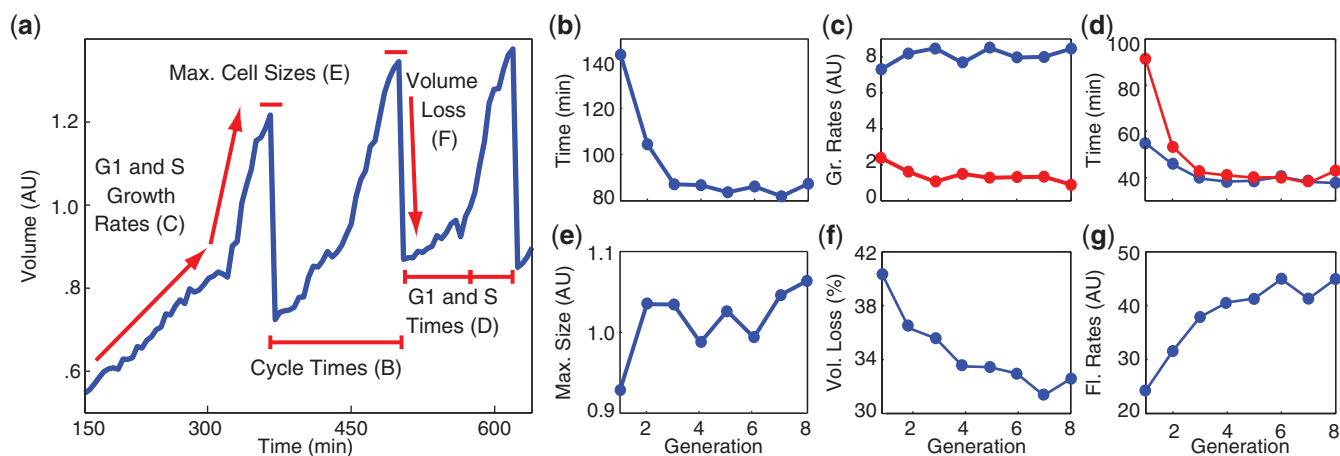 (a)
Volume (AU)
1.2
1.0
.8
.6
150
300
450
600
Time (min)
Max. Cell Sizes (E)
G1 and S
Growth
Rates (C)
Volume
Loss
(F)
G1 and S
Times (D)
Cycle Times (B)
(b)
Time (min)
140
120
100
80
(c)
Gr. Rates (AU)
8
6
4
2
0
(d)
Time (min)
100
80
60
40
(e)
Max. Size (AU)
1.1
1.0
0.9
2 4 6 8
Generation
(f)
Vol. Loss (%)
42
38
34
30
2 4 6 8
Generation
(g)
Fl. Rates (AU)
50
40
30
20
2 4 6 8
Generation